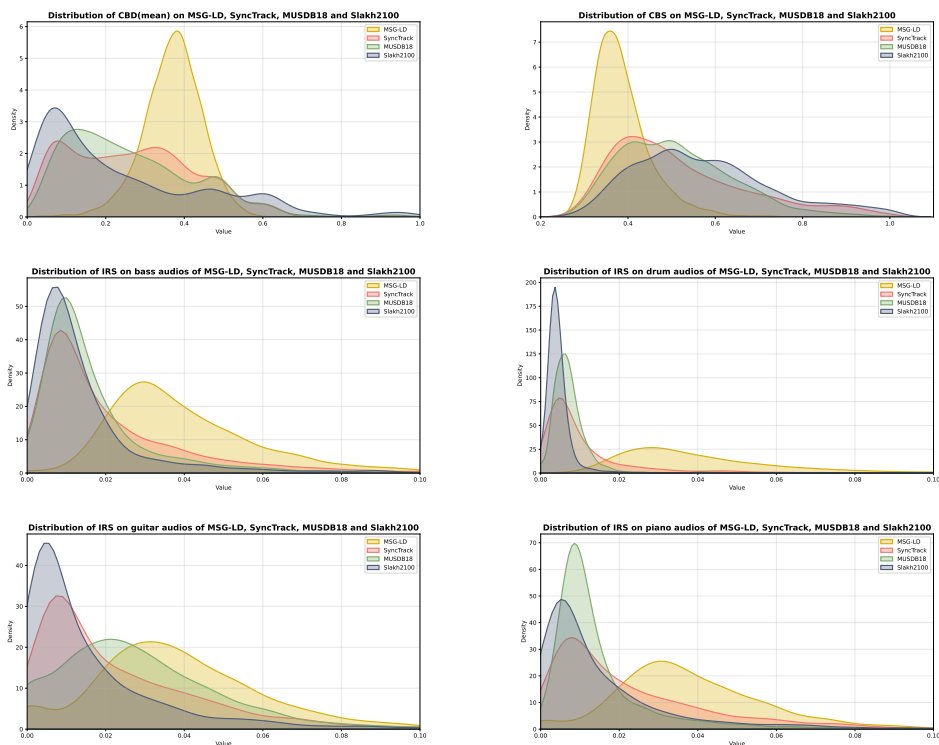 Distribution of CBD(mean) on MSG-LD, SyncTrack, MUSDB18 and Slakh2100
6
5
4
3
2
1
0
Density
0.0 0.2 0.4 0.6 0.8 1.0
Value
MSG-LD
SyncTrack
MUSDB18
Slakh2100
Distribution of CBS on MSG-LD, SyncTrack, MUSDB18 and Slakh2100
7
6
5
4
3
2
1
0
Density
0.2 0.4 0.6 0.8 1.0
Value
MSG-LD
SyncTrack
MUSDB18
Slakh2100
Distribution of IRS on bass audios of MSG-LD, SyncTrack, MUSDB18 and Slakh2100
50
40
30
20
10
0
Density
0.00 0.02 0.04 0.06 0.08 0.10
Value
MSG-LD
SyncTrack
MUSDB18
Slakh2100
Distribution of IRS on drum audios of MSG-LD, SyncTrack, MUSDB18 and Slakh2100
200
175
150
125
100
75
50
25
0
Density
0.00 0.02 0.04 0.06 0.08 0.10
Value
MSG-LD
SyncTrack
MUSDB18
Slakh2100
Distribution of IRS on guitar audios of MSG-LD, SyncTrack, MUSDB18 and Slakh2100
40
30
20
10
0
Density
0.00 0.02 0.04 0.06 0.08 0.10
Value
MSG-LD
SyncTrack
MUSDB18
Slakh2100
Distribution of IRS on piano audios of MSG-LD, SyncTrack, MUSDB18 and Slakh2100
70
60
50
40
30
20
10
0
Density
0.00 0.02 0.04 0.06 0.08 0.10
Value
MSG-LD
SyncTrack
MUSDB18
Slakh2100